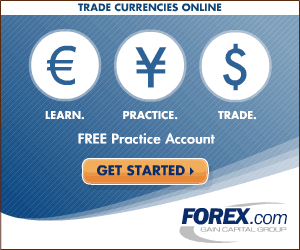 TRADE CURRENCIES ONLINE
€ ¥ $
LEARN. PRACTICE. TRADE.
FREE Practice Account
GET STARTED
FOREX.com
GAIN CAPITAL GROUP